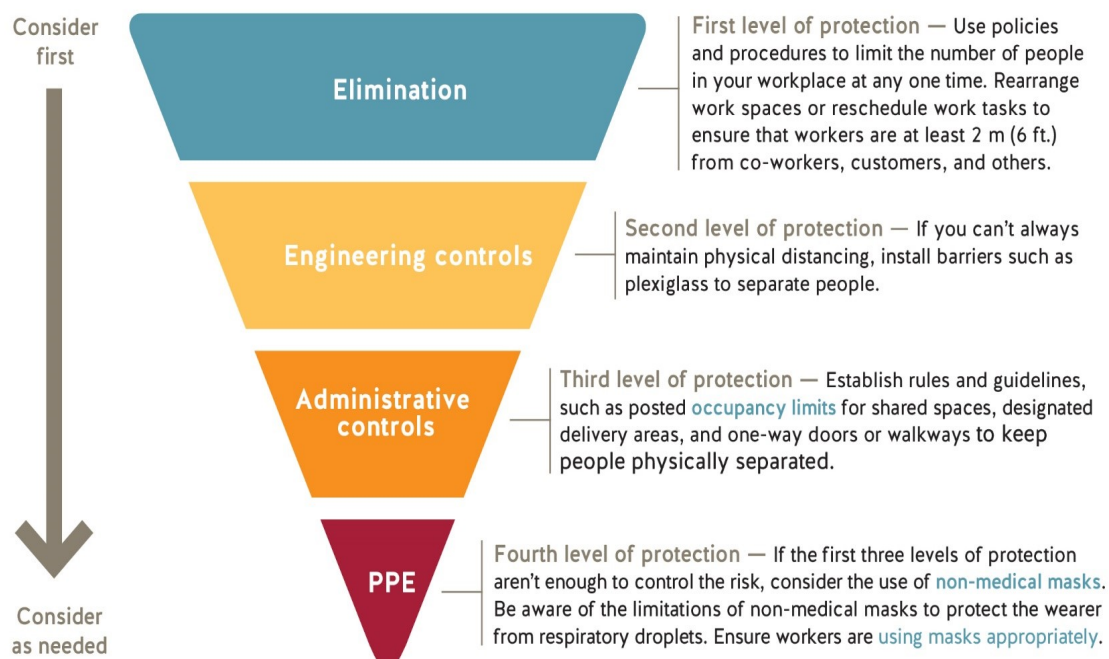 Consider
first
Elimination
First level of protection — Use policies
and procedures to limit the number of people
in your workplace at any one time. Rearrange
work spaces or reschedule work tasks to
ensure that workers are at least 2 m (6 ft.)
from co-workers, customers, and others.
Engineering controls
Second level of protection — If you can't always
maintain physical distancing, install barriers such as
plexiglass to separate people.
Administrative
controls
Third level of protection — Establish rules and guidelines,
such as posted occupancy limits for shared spaces, designated
delivery areas, and one-way doors or walkways to keep
people physically separated.
PPE
Fourth level of protection — If the first three levels of protection
aren't enough to control the risk, consider the use of non-medical masks.
Be aware of the limitations of non-medical masks to protect the wearer
from respiratory droplets. Ensure workers are using masks appropriately.
Consider
as needed